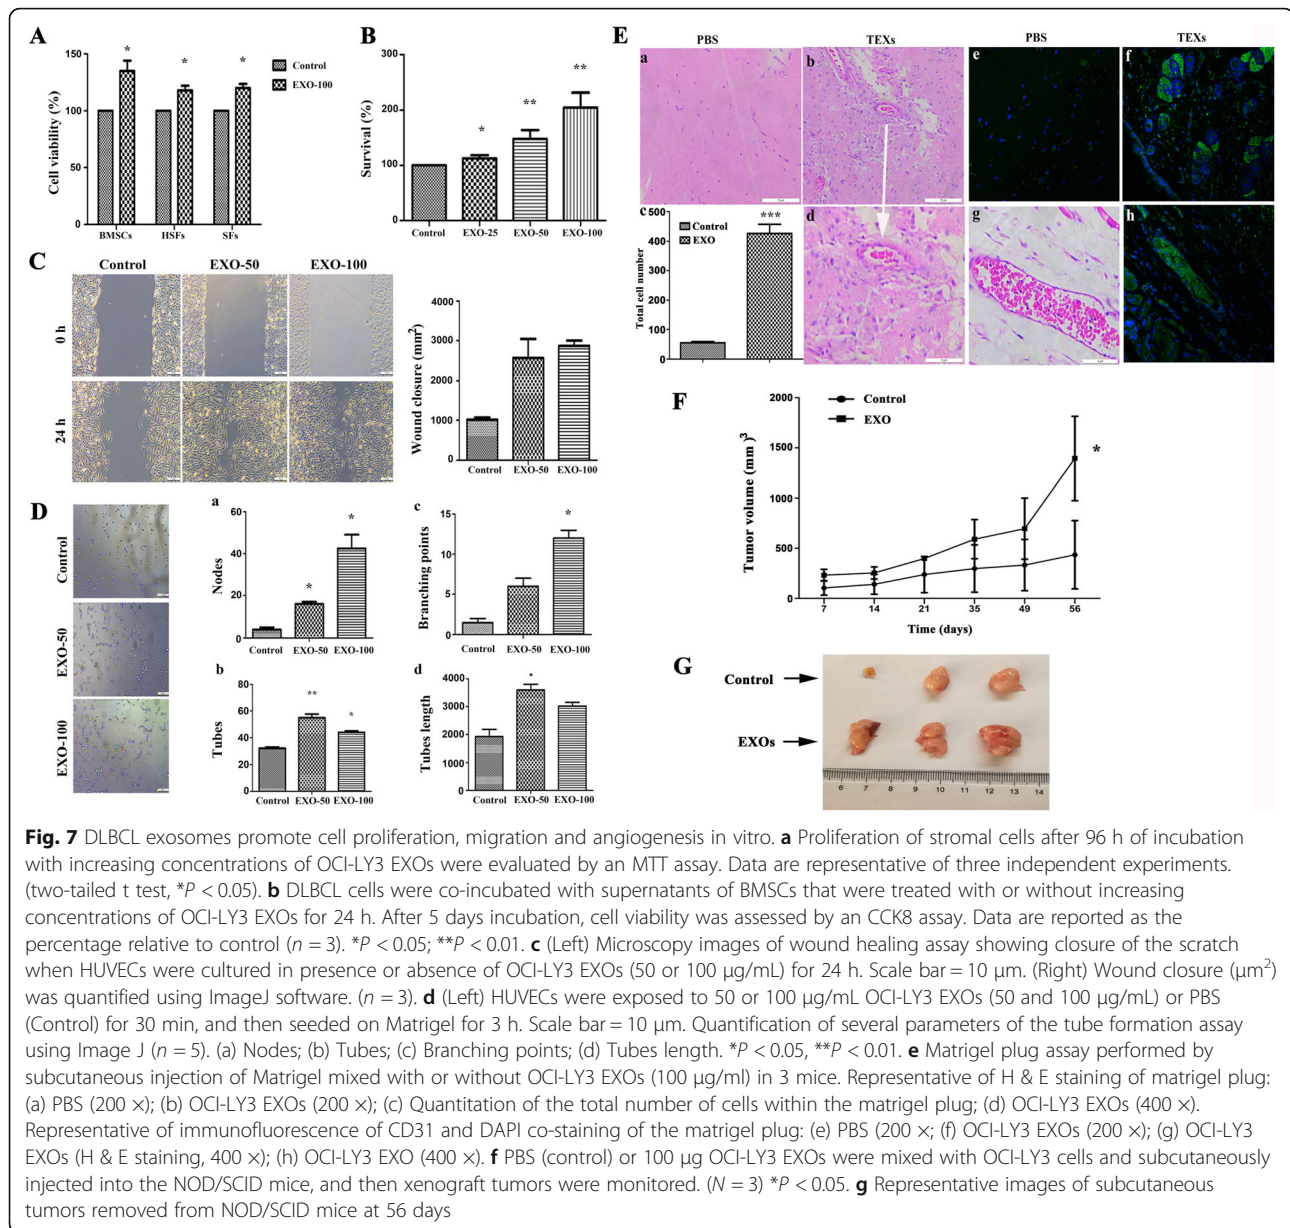 A
Cell viability (%)
150
100
50
0
BMSCs HSFs SFs
* * *
Control
EXO-100
B
Survival (%)
200
150
100
50
0
Control EXO-25 EXO-50 EXO-100
* ** **
C
Control EXO-50 EXO-100
0 h
24 h
Wound closure (mm²)
4000
3000
2000
1000
0
Control EXO-50 EXO-100
D
Control
EXO-50
EXO-100
a
Nodes
60
40
20
0
* *
Control EXO-50 EXO-100
c
Branching points
15
10
5
0
*
Control EXO-50 EXO-100
b
Tubes
80
60
40
20
0
** *
Control EXO-50 EXO-100
d
Tubes length
4000
3000
2000
1000
0
*
Control EXO-50 EXO-100
E
PBS TEXs PBS TEXs
a b e f
c
Total cell number
500
400
300
200
100
0
Control
EXO
***
d g h
F
Control
EXO
Tumor volume (mm )³
2000
1500
1000
500
0
7 14 21 35 49 56
*
Time (days)
G
Control
EXOs
6 7 8 9 10 11 12 13 14
Fig. 7 DLBCL exosomes promote cell proliferation, migration and angiogenesis in vitro. a Proliferation of stromal cells after 96 h of incubation
with increasing concentrations of OCI-LY3 EXOs were evaluated by an MTT assay. Data are representative of three independent experiments.
(two-tailed t test, *P < 0.05). b DLBCL cells were co-incubated with supernatants of BMSCs that were treated with or without increasing
concentrations of OCI-LY3 EXOs for 24 h. After 5 days incubation, cell viability was assessed by an CCK8 assay. Data are reported as the
percentage relative to control (n = 3). *P < 0.05; **P < 0.01. c (Left) Microscopy images of wound healing assay showing closure of the scratch
when HUVECs were cultured in presence or absence of OCI-LY3 EXOs (50 or 100 μg/mL) for 24 h. Scale bar = 10 μm. (Right) Wound closure (μm²)
was quantified using ImageJ software. (n = 3). d (Left) HUVECs were exposed to 50 or 100 μg/mL OCI-LY3 EXOs (50 and 100 μg/mL) or PBS
(Control) for 30 min, and then seeded on Matrigel for 3 h. Scale bar = 10 μm. Quantification of several parameters of the tube formation assay
using Image J (n = 5). (a) Nodes; (b) Tubes; (c) Branching points; (d) Tubes length. *P < 0.05, **P < 0.01. e Matrigel plug assay performed by
subcutaneous injection of Matrigel mixed with or without OCI-LY3 EXOs (100 μg/ml) in 3 mice. Representative of H & E staining of matrigel plug:
(a) PBS (200 ×); (b) OCI-LY3 EXOs (200 ×); (c) Quantitation of the total number of cells within the matrigel plug; (d) OCI-LY3 EXOs (400 ×).
Representative of immunofluorescence of CD31 and DAPI co-staining of the matrigel plug: (e) PBS (200 ×; (f) OCI-LY3 EXOs (200 ×); (g) OCI-LY3
EXOs (H & E staining, 400 ×); (h) OCI-LY3 EXO (400 ×). f PBS (control) or 100 μg OCI-LY3 EXOs were mixed with OCI-LY3 cells and subcutaneously
injected into the NOD/SCID mice, and then xenograft tumors were monitored. (N = 3) *P < 0.05. g Representative images of subcutaneous
tumors removed from NOD/SCID mice at 56 days